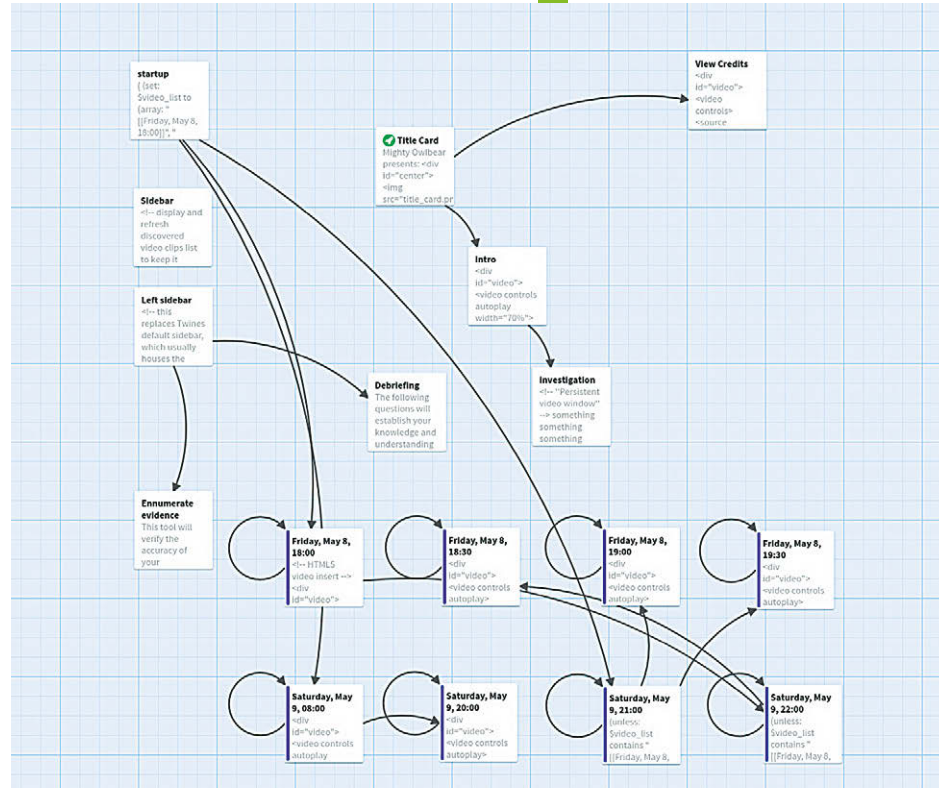 startup
{ (set:
$video_list to
(array: "
[[Friday, May 8,
18:00]]", "
Sidebar
<!-- display and
refresh
discovered
video clips list
to keep it
Left sidebar
<!-- this
replaces Twines
default sidebar,
which usually
houses the
Ennumerate
evidence
This tool will
verify the
accuracy of
your
Title Card
Mighty Owlbear
presents: <div
id="center">
<img
src="title_card.pr
View Credits
<div
id="video">
<video
controls>
<source
Intro
<div
id="video">
<video controls
autoplay
width="70%">
Debriefing
The following
questions will
establish your
knowledge and
understanding
Investigation
<!-- "Persistent
video window"
--> something
something
something
Friday, May 8,
18:00
<!-- HTML5
video insert -->
<div
id="video">
Friday, May 8,
18:30
<div
id="video">
<video controls
autoplay>
Friday, May 8,
19:00
<div
id="video">
<video controls
autoplay>
Friday, May 8,
19:30
<div
id="video">
<video controls
autoplay>
Saturday, May
9, 08:00
<div
id="video">
<video controls
autoplay
Saturday, May
9, 20:00
<div
id="video">
<video controls
autoplay>
Saturday, May
9, 21:00
(unless:
$video_list
contains "
[[Friday, May 8,
Saturday, May
9, 22:00
(unless:
$video_list
contains "
[[Friday, May 8,